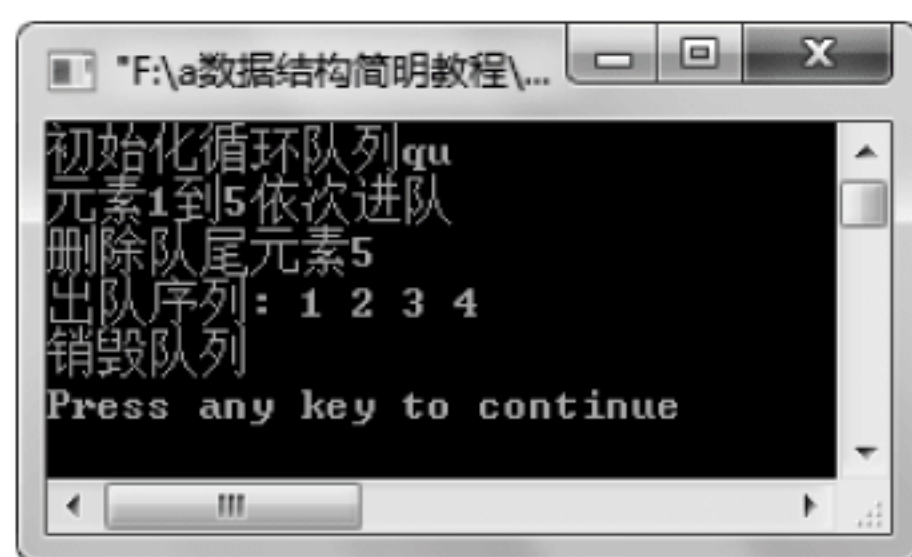 "F:\a数据结构简明教程\...
初始化循环队列qu
元素1到5依次进队
删除队尾元素5
出队序列: 1 2 3 4
销毁队列
Press any key to continue